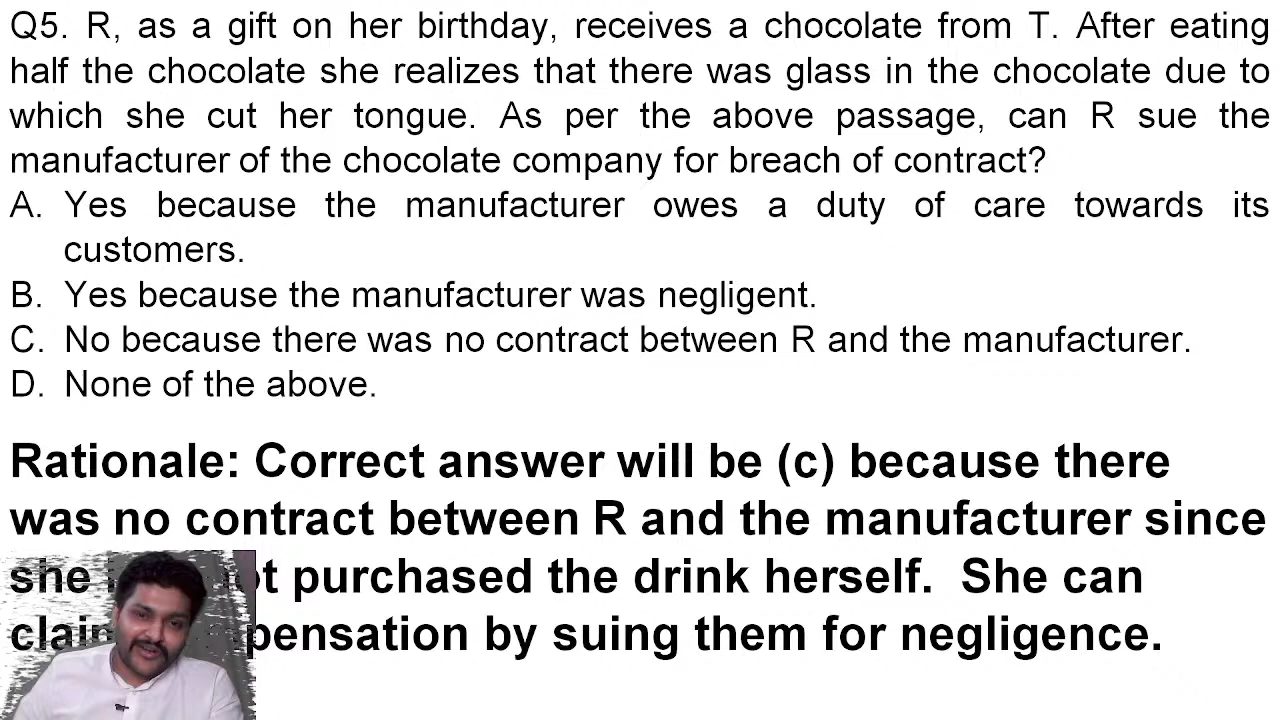 Q5. R, as a gift on her birthday, receives a chocolate from T. After eating
half the chocolate she realizes that there was glass in the chocolate due to
which she cut her tongue. As per the above passage, can R sue the
manufacturer of the chocolate company for breach of contract?
A. Yes because the manufacturer owes a duty of care towards its
customers.
B. Yes because the manufacturer was negligent.
C. No because there was no contract between R and the manufacturer.
D. None of the above.
Rationale: Correct answer will be (c) because there
was no contract between R and the manufacturer since
she purchased the drink herself. She can
by suing them for negligence.